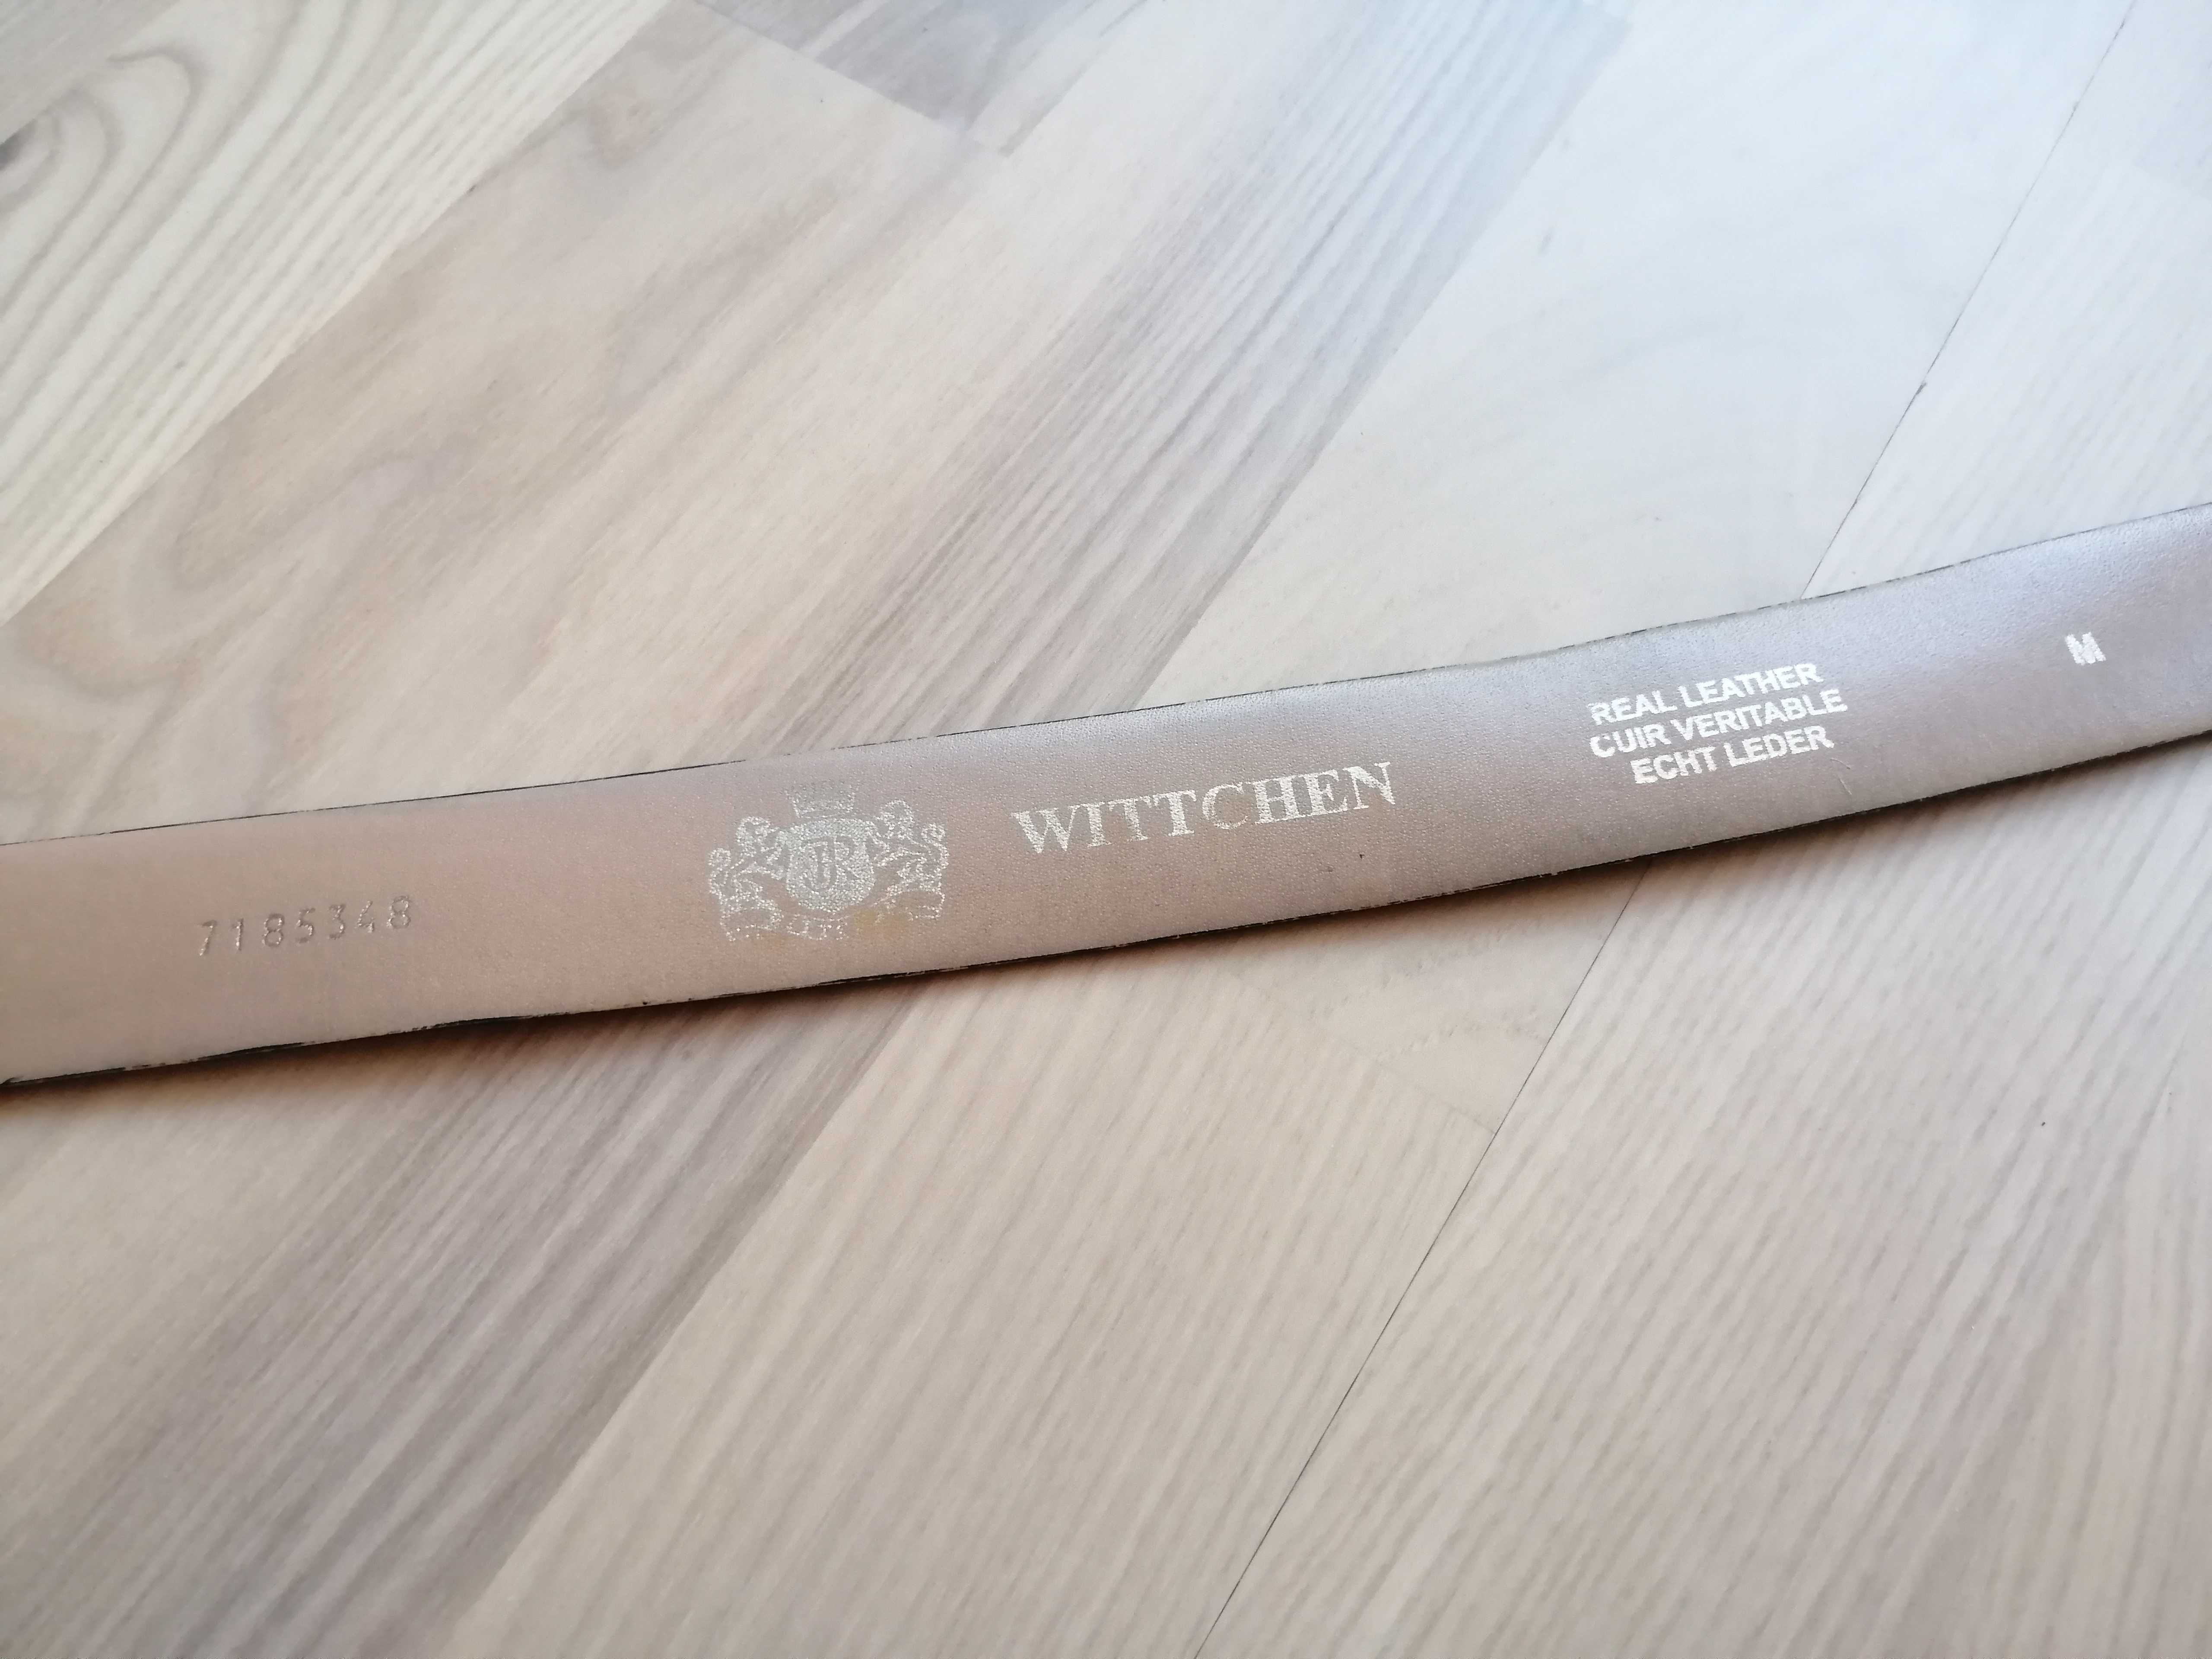 7185348
WITTCHEN
REAL LEATHER
CUIR VERITABLE
ECHT LEDER
M